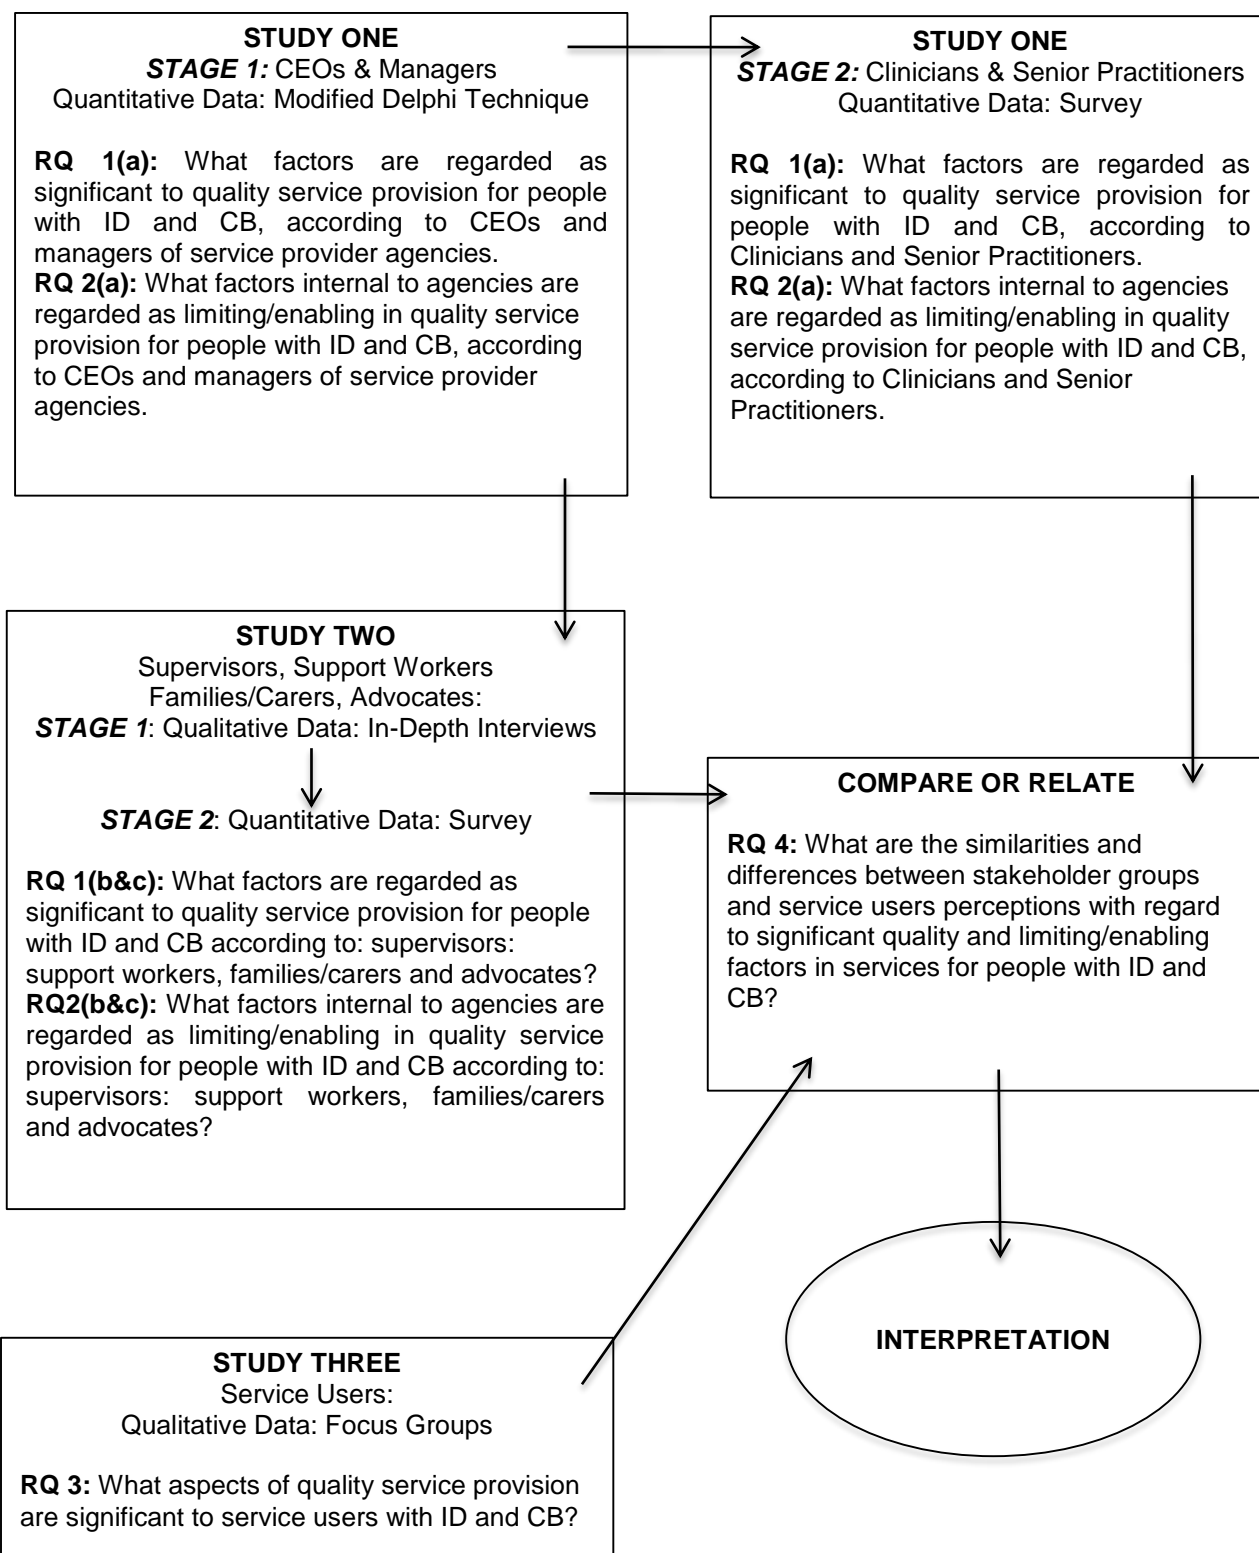 STUDY ONE
STAGE 1: CEOs & Managers
Quantitative Data: Modified Delphi Technique
RQ 1(a): What factors are regarded as
significant to quality service provision for people
with ID and CB, according to CEOs and
managers of service provider agencies.
RQ 2(a): What factors internal to agencies are
regarded as limiting/enabling in quality service
provision for people with ID and CB, according
to CEOs and managers of service provider
agencies.
STUDY ONE
STAGE 2: Clinicians & Senior Practitioners
Quantitative Data: Survey
RQ 1(a): What factors are regarded as
significant to quality service provision for
people with ID and CB, according to
Clinicians and Senior Practitioners.
RQ 2(a): What factors internal to agencies
are regarded as limiting/enabling in quality
service provision for people with ID and CB,
according to Clinicians and Senior
Practitioners.
STUDY TWO
Supervisors, Support Workers
Families/Carers, Advocates:
STAGE 1: Qualitative Data: In-Depth Interviews
STAGE 2: Quantitative Data: Survey
RQ 1(b&c): What factors are regarded as
significant to quality service provision for people
with ID and CB according to: supervisors:
support workers, families/carers and advocates?
RQ2(b&c): What factors internal to agencies are
regarded as limiting/enabling in quality service
provision for people with ID and CB according to:
supervisors: support workers, families/carers
and advocates?
COMPARE OR RELATE
RQ 4: What are the similarities and
differences between stakeholder groups
and service users perceptions with regard
to significant quality and limiting/enabling
factors in services for people with ID and
CB?
STUDY THREE
Service Users:
Qualitative Data: Focus Groups
RQ 3: What aspects of quality service provision
are significant to service users with ID and CB?
INTERPRETATION